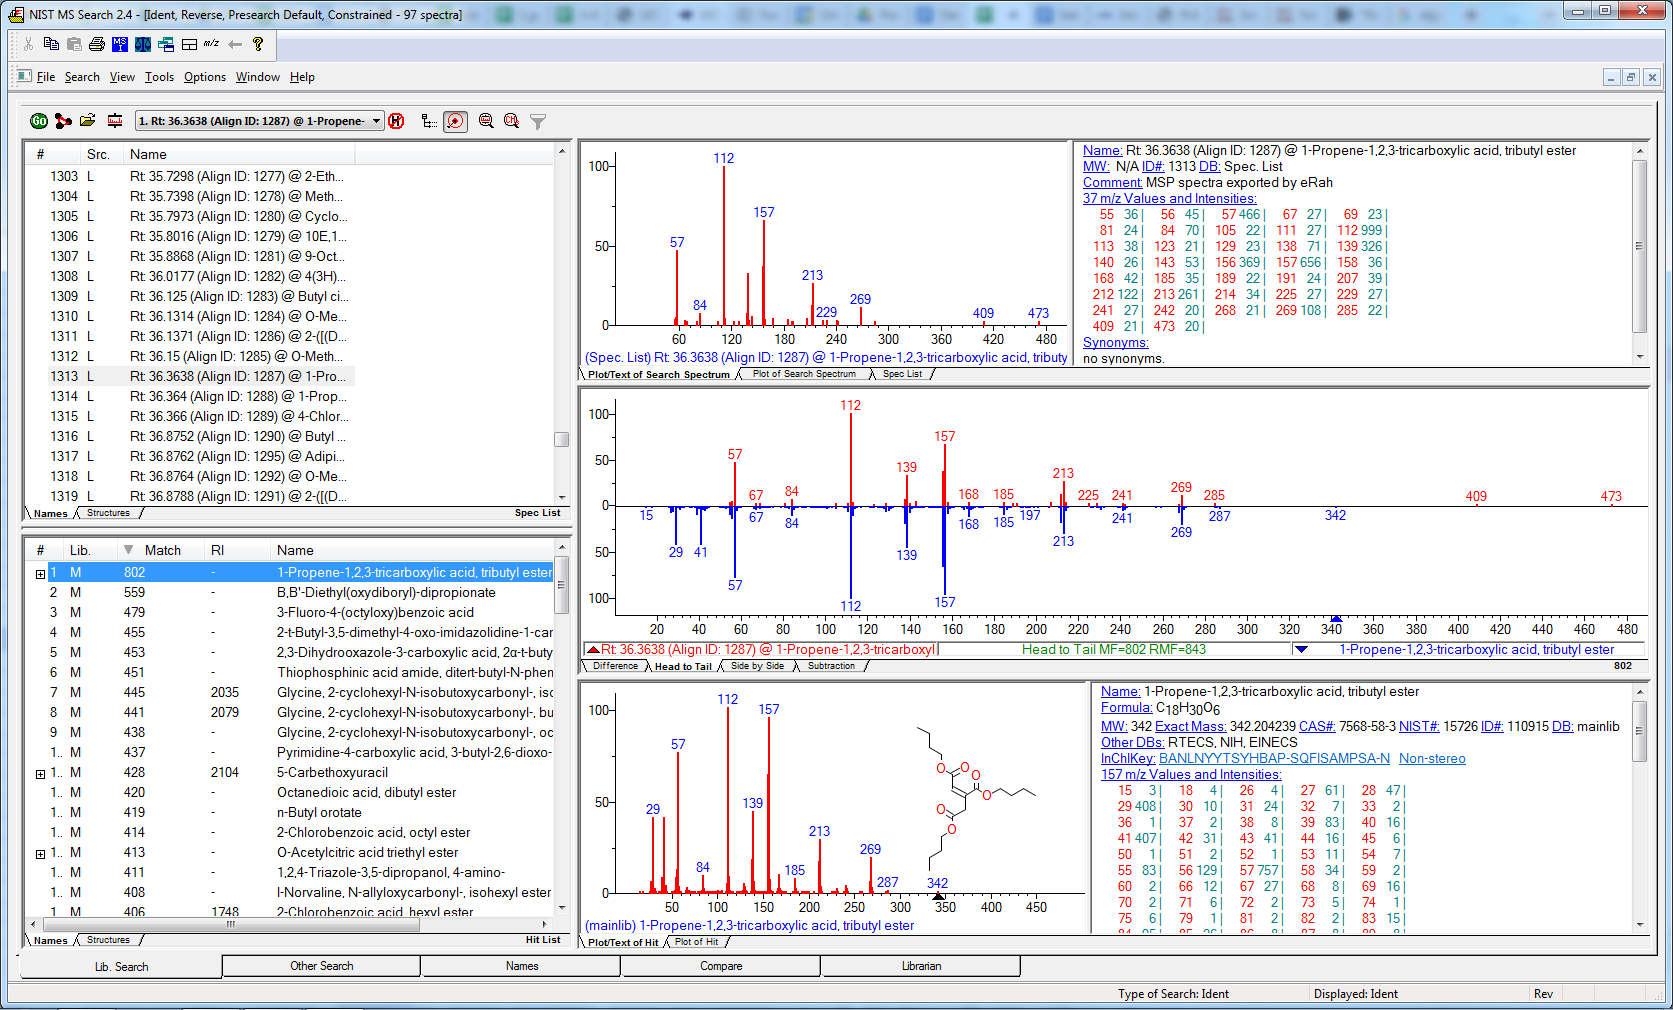 NIST MS Search 2.4 - [Ident, Reverse, Presearch Default, Constrained - 97 spectra]
File Search View Tools Options Window Help
1. Rt: 36.3638 (Align ID: 1287) @ 1-Propene-
# Src. Name
1303 L Rt: 35.7298 (Align ID: 1277) @ 2-Eth...
1304 L Rt: 35.7398 (Align ID: 1278) @ Meth...
1305 L Rt: 35.7973 (Align ID: 1280) @ Cyclo...
1306 L Rt: 35.8016 (Align ID: 1279) @ 10E,1...
1307 L Rt: 35.8868 (Align ID: 1281) @ 9-Oct...
1308 L Rt: 36.0177 (Align ID: 1282) @ 4(3H)...
1309 L Rt: 36.125 (Align ID: 1283) @ Butyl ci...
1310 L Rt: 36.1314 (Align ID: 1284) @ O-Me...
1311 L Rt: 36.1371 (Align ID: 1286) @ 2-([(D...
1312 L Rt: 36.15 (Align ID: 1285) @ O-Meth...
1313 L Rt: 36.3638 (Align ID: 1287) @ 1-Pro...
1314 L Rt: 36.364 (Align ID: 1288) @ 1-Prop...
1315 L Rt: 36.366 (Align ID: 1289) @ 4-Chlor...
1316 L Rt: 36.8752 (Align ID: 1290) @ Butyl ...
1317 L Rt: 36.8762 (Align ID: 1295) @ Adipi...
1318 L Rt: 36.8764 (Align ID: 1292) @ O-Me...
1319 L Rt: 36.8788 (Align ID: 1291) @ 2-([(D...
Names Structures Spec List
# Lib. Match RI Name
1 M 802 - 1-Propene-1,2,3-tricarboxylic acid, tributyl ester
2 M 559 - B,B'-Diethyl(oxydiboryl)-dipropionate
3 M 479 - 3-Fluoro-4-(octyloxy)benzoic acid
4 M 455 - 2-t-Butyl-3,5-dimethyl-4-oxo-imidazolidine-1-car
5 M 453 - 2,3-Dihydrooxazole-3-carboxylic acid, 2α-t-buty
6 M 451 - Thiophosphinic acid amide, ditert-butyl-N-phen
7 M 445 2035 Glycine, 2-cyclohexyl-N-isobutoxycarbonyl-, isc
8 M 441 2079 Glycine, 2-cyclohexyl-N-isobutoxycarbonyl-, bu
9 M 438 - Glycine, 2-cyclohexyl-N-isobutoxycarbonyl-, oc
1.. M 437 - Pyrimidine-4-carboxylic acid, 3-butyl-2,6-dioxo-
1.. M 428 2104 5-Carbethoxyuracil
1.. M 420 - Octanedioic acid, dibutyl ester
1.. M 419 - n-Butyl orotate
1.. M 414 - 2-Chlorobenzoic acid, octyl ester
1.. M 413 - O-Acetylcitric acid triethyl ester
1.. M 411 - 1,2,4-Triazole-3,5-dipropanol, 4-amino-
1.. M 408 - l-Norvaline, N-allyloxycarbonyl-, isohexyl ester
1.. M 406 1748 2-Chlorobenzoic acid, hexyl ester
Names Structures Hit List
100 50 0
57 84 112 157 213 229 269 409 473
60 120 180 240 300 360 420 480
(Spec. List) Rt: 36.3638 (Align ID: 1287) @ 1-Propene-1,2,3-tricarboxylic acid, tributy
Plot/Text of Search Spectrum Plot of Search Spectrum Spec List
Name: Rt: 36.3638 (Align ID: 1287) @ 1-Propene-1,2,3-tricarboxylic acid, tributyl ester
MW: N/A ID#: 1313 DB: Spec. List
Comment: MSP spectra exported by eRah
37 m/z Values and Intensities:
55 36| 56 45| 57 466| 67 27| 69 23|
81 24| 84 70| 105 22| 111 27| 112 999|
113 38| 123 21| 129 23| 138 71| 139 326|
140 26| 143 53| 156 369| 157 656| 158 36|
168 42| 185 35| 189 22| 191 24| 207 39|
212 122| 213 261| 214 34| 225 27| 229 27|
241 27| 242 20| 268 21| 269 108| 285 22|
409 21| 473 20|
Synonyms:
no synonyms.
100 50 0 50 100
57 67 84 112 139 157 168 185 213 225 241 269 285 409 473
15 29 41 57 67 84 112 139 157 168 185 197 213 241 269 287 342
20 40 60 80 100 120 140 160 180 200 220 240 260 280 300 320 340 360 380 400 420 440 460 480
Rt: 36.3638 (Align ID: 1287) @ 1-Propene-1,2,3-tricarboxyl Head to Tail MF=802 RMF=843 1-Propene-1,2,3-tricarboxylic acid, tributyl ester
Difference Head to Tail Side by Side Subtraction 802
100 50 0
29 57 84 112 139 157 185 213 269 287 342
50 100 150 200 250 300 350 400 450
O O O O O O
(mainlib) 1-Propene-1,2,3-tricarboxylic acid, tributyl ester
Plot/Text of Hit Plot of Hit
Name: 1-Propene-1,2,3-tricarboxylic acid, tributyl ester
Formula: C18H30O6
MW: 342 Exact Mass: 342.204239 CAS#: 7568-58-3 NIST#: 15726 ID#: 110915 DB: mainlib
Other DBs: RTECS, NIH, EINECS
InChIKey: BANLNYYTSYHBAP-SQFISAMPSA-N Non-stereo
157 m/z Values and Intensities:
15 3| 18 4| 26 4| 27 61| 28 47|
29 408| 30 10| 31 24| 32 7| 33 2|
36 1| 37 2| 38 8| 39 83| 40 16|
41 407| 42 31| 43 41| 44 16| 45 6|
50 1| 51 2| 52 1| 53 11| 54 7|
55 83| 56 129| 57 757| 58 34| 59 2|
60 2| 66 12| 67 27| 68 8| 69 16|
70 2| 71 6| 72 2| 73 5| 74 1|
75 6| 79 1| 81 2| 82 2| 83 15|
Lib. Search Other Search Names Compare Librarian
Type of Search: Ident Displayed: Ident Rev